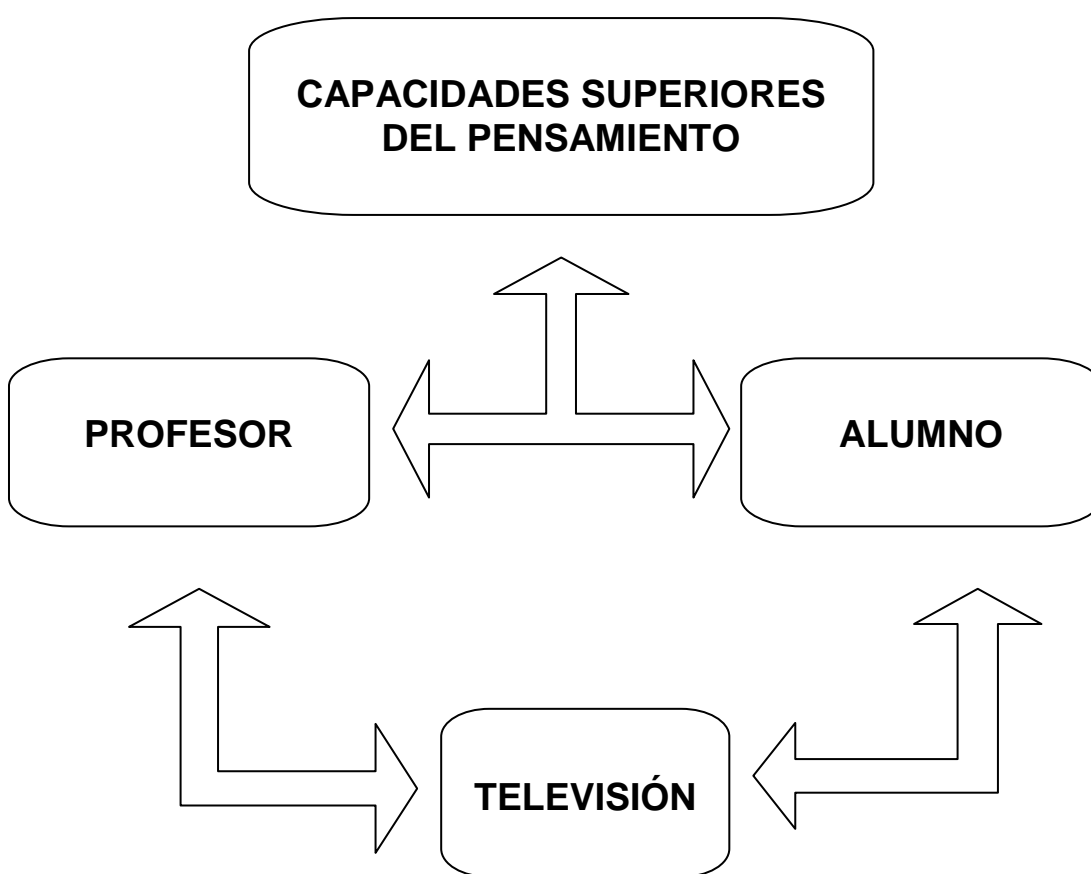 CAPACIDADES SUPERIORES
DEL PENSAMIENTO
PROFESOR
ALUMNO
TELEVISIÓN